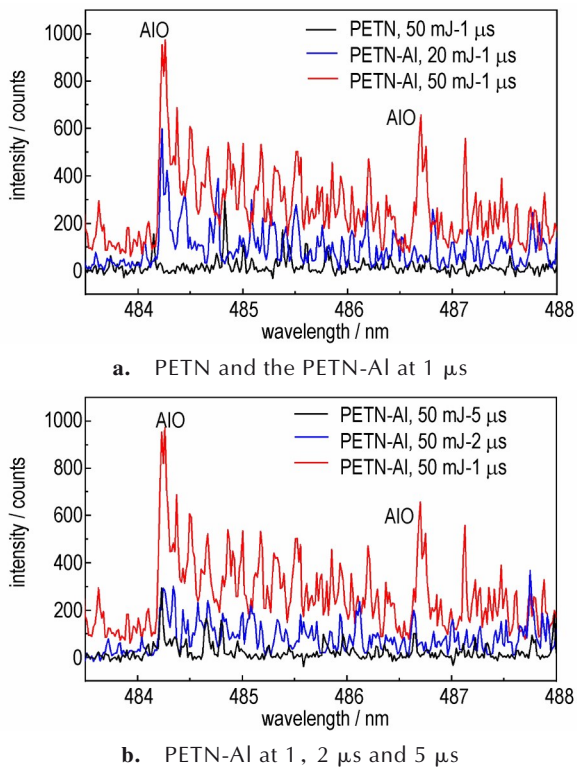 AlO
PETN, 50 mJ-1 μs
PETN-Al, 20 mJ-1 μs
PETN-Al, 50 mJ-1 μs
AlO
1000
800
600
400
200
0
intensity / counts
484
485
486
487
488
wavelength / nm
a. PETN and the PETN-Al at 1 μs
AlO
PETN-Al, 50 mJ-5 μs
PETN-Al, 50 mJ-2 μs
PETN-Al, 50 mJ-1 μs
AlO
1000
800
600
400
200
0
intensity / counts
484
485
486
487
488
wavelength / nm
b. PETN-Al at 1, 2 μs and 5 μs